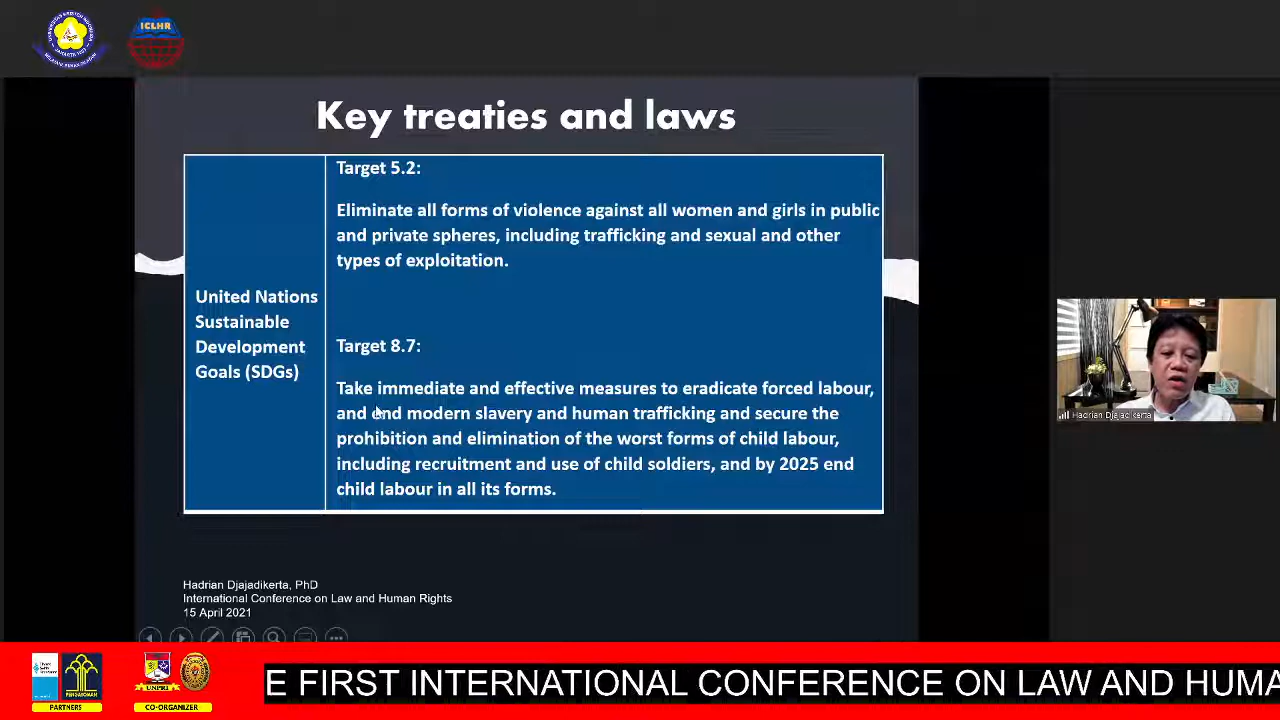 ICLHR
Key treaties and laws
United Nations
Sustainable
Development
Goals (SDGs)
Target 5.2:
Eliminate all forms of violence against all women and girls in public
and private spheres, including trafficking and sexual and other
types of exploitation.
Target 8.7:
Take immediate and effective measures to eradicate forced labour,
and end modern slavery and human trafficking and secure the
prohibition and elimination of the worst forms of child labour,
including recruitment and use of child soldiers, and by 2025 end
child labour in all its forms.
Hadrian Djajadikerta
Hadrian Djajadikerta, PhD
International Conference on Law and Human Rights
15 April 2021
PENGAYOMAN
UNPRI
PARTNERS
CO-ORGANIZER
E FIRST INTERNATIONAL CONFERENCE ON LAW AND HUMA